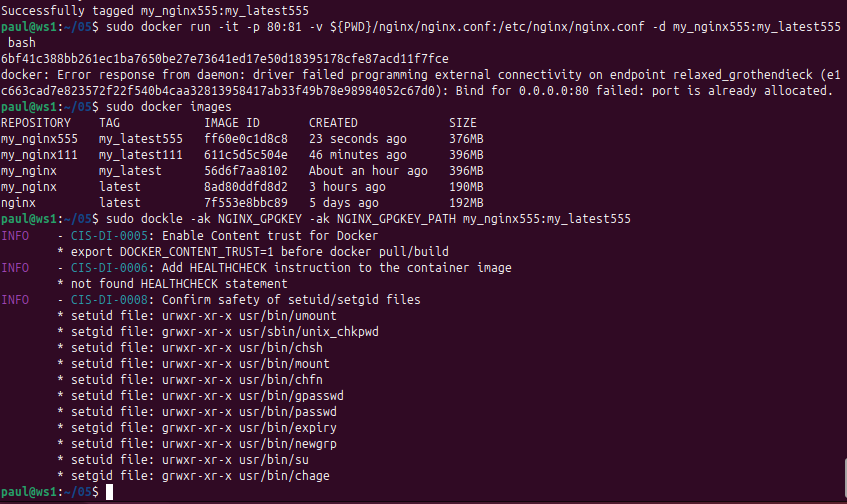 Successfully tagged my_nginx555:my_latest555
paul@ws1:~/05$ sudo docker run -it -p 80:81 -v ${PWD}/nginx/nginx.conf:/etc/nginx/nginx.conf -d my_nginx555:my_latest555
 bash
6bf41c388bb261ec1ba7650be27e73641ed17e50d18395178cfe87acd11f7fce
docker: Error response from daemon: driver failed programming external connectivity on endpoint relaxed_grothendieck (e1
c663cad7e823572f22f540b4caa32813958417ab33f49b78e98984052c67d0): Bind for 0.0.0.0:80 failed: port is already allocated.
paul@ws1:~/05$ sudo docker images
REPOSITORY    TAG            IMAGE ID       CREATED             SIZE
my_nginx555   my_latest555   ff60e0c1d8c8   23 seconds ago      376MB
my_nginx111   my_latest111   611c5d5c504e   46 minutes ago      396MB
my_nginx      my_latest      56d6f7aa8102   About an hour ago   396MB
my_nginx      latest         8ad80ddfd8d2   3 hours ago         190MB
nginx         latest         7f553e8bbc89   5 days ago          192MB
paul@ws1:~/05$ sudo dockle -ak NGINX_GPGKEY -ak NGINX_GPGKEY_PATH my_nginx555:my_latest555
INFO    - CIS-DI-0005: Enable Content trust for Docker
        * export DOCKER_CONTENT_TRUST=1 before docker pull/build
INFO    - CIS-DI-0006: Add HEALTHCHECK instruction to the container image
        * not found HEALTHCHECK statement
INFO    - CIS-DI-0008: Confirm safety of setuid/setgid files
        * setuid file: urwxr-xr-x usr/bin/umount
        * setgid file: grwxr-xr-x usr/sbin/unix_chkpwd
        * setuid file: urwxr-xr-x usr/bin/chsh
        * setuid file: urwxr-xr-x usr/bin/mount
        * setuid file: urwxr-xr-x usr/bin/chfn
        * setuid file: urwxr-xr-x usr/bin/gpasswd
        * setuid file: urwxr-xr-x usr/bin/passwd
        * setgid file: grwxr-xr-x usr/bin/expiry
        * setuid file: urwxr-xr-x usr/bin/newgrp
        * setuid file: urwxr-xr-x usr/bin/su
        * setgid file: grwxr-xr-x usr/bin/chage
paul@ws1:~/05$